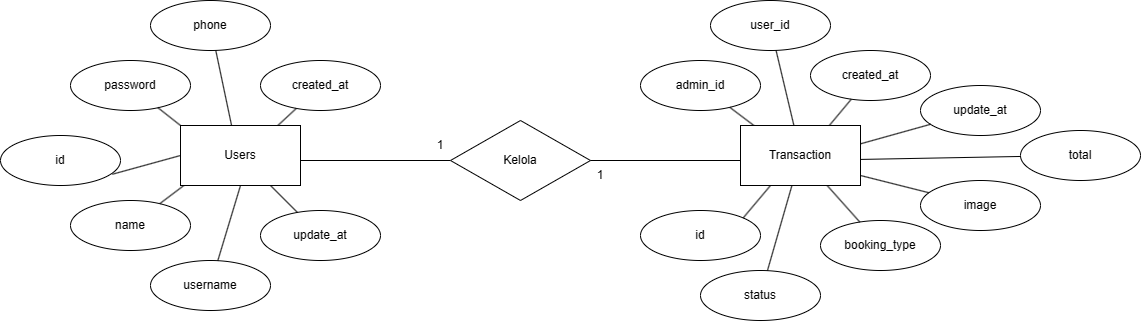 phone
password
created_at
id
Users
name
update_at
username
1
Kelola
1
user_id
admin_id
created_at
update_at
Transaction
total
image
id
booking_type
status